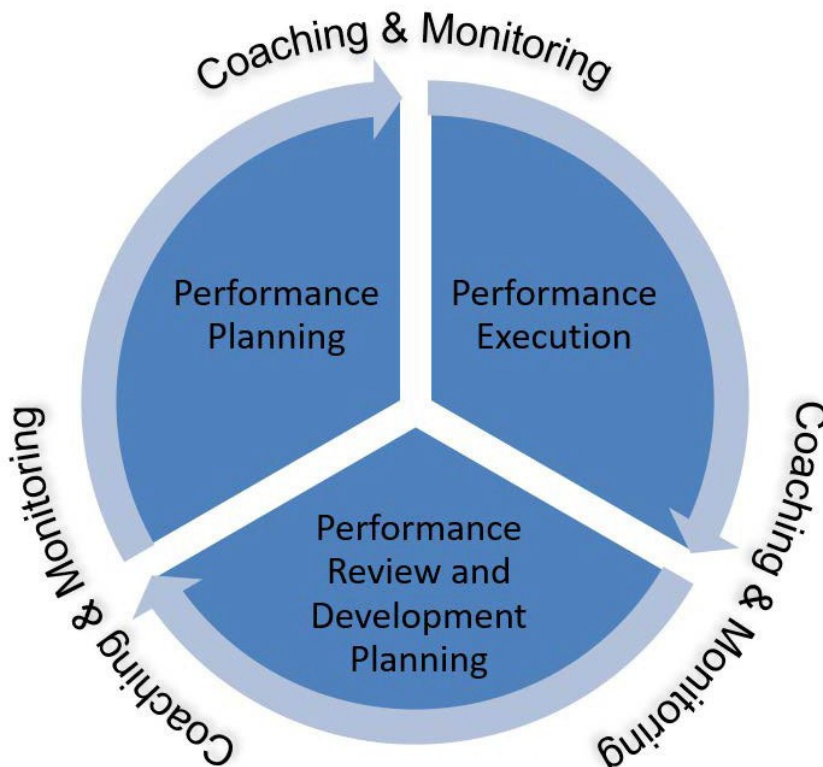 Coaching & Monitoring
Performance
Planning
Performance
Execution
Coaching & Monitoring
Coaching & Monitoring
Performance
Review and
Development
Planning